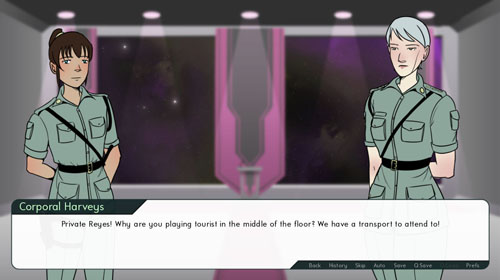 Corporal Harveys
Private Reyes! Why are you playing tourist in the middle of the floor? We have a transport to attend to!
Back History Skip Auto Save Q.Save Prefs